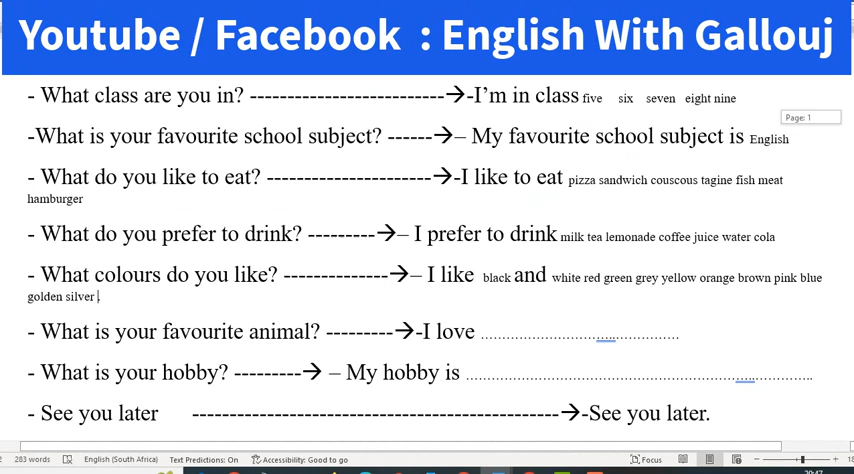 Youtube / Facebook : English With Gallouj
- What class are you in? --------------------------→-I'm in class five six seven eight nine
Page: 1
-What is your favourite school subject? ------→– My favourite school subject is English
- What do you like to eat? ----------------------→-I like to eat pizza sandwich couscous tagine fish meat
hamburger
- What do you prefer to drink? ---------→– I prefer to drink milk tea lemonade coffee juice water cola
- What colours do you like? --------------→– I like black and white red green grey yellow orange brown pink blue
golden silver .
- What is your favourite animal? ---------→-I love ……………………………………
- What is your hobby? ---------→ – My hobby is …………………………………………………………………..
- See you later -------------------------------------------------→-See you later.
283 words English (South Africa) Text Predictions: On Accessibility: Good to go Focus
20:47